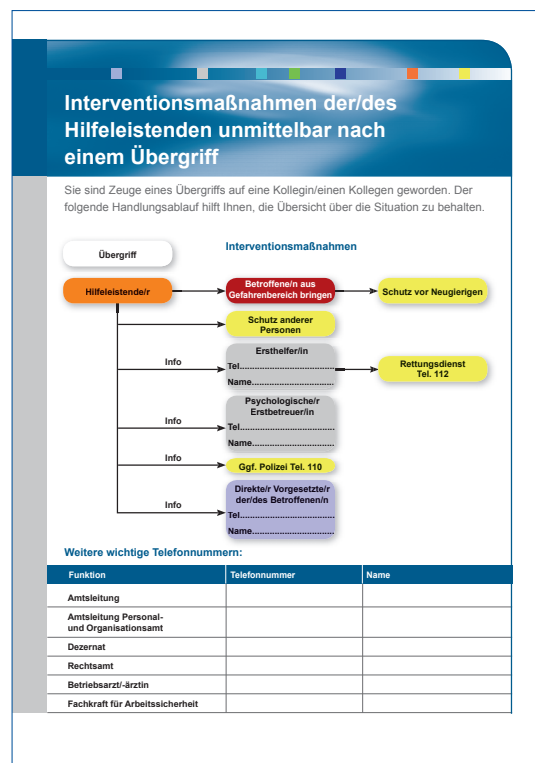 Interventionsmaßnahmen der/des
Hilfeleistenden unmittelbar nach
einem Übergriff
Sie sind Zeuge eines Übergriffs auf eine Kollegin/einen Kollegen geworden. Der
folgende Handlungsablauf hilft Ihnen, die Übersicht über die Situation zu behalten.
Übergriff
Interventionsmaßnahmen
Hilfeleistende/r
Betroffene/n aus
Gefahrenbereich bringen
Schutz vor Neugierigen
Schutz anderer
Personen
Info
Ersthelfer/in
Tel.................................
Name.................................
Rettungsdienst
Tel. 112
Info
Psychologische/r
Erstbetreuer/in
Tel.................................
Name.................................
Info
Ggf. Polizei Tel. 110
Info
Direkte/r Vorgesetzte/r
der/des Betroffenen/n
Tel.................................
Name.................................
Weitere wichtige Telefonnummern:
Funktion Telefonnummer Name
Amtsleitung
Amtsleitung Personal-
und Organisationsamt
Dezernat
Rechtsamt
Betriebsarzt/-ärztin
Fachkraft für Arbeitssicherheit